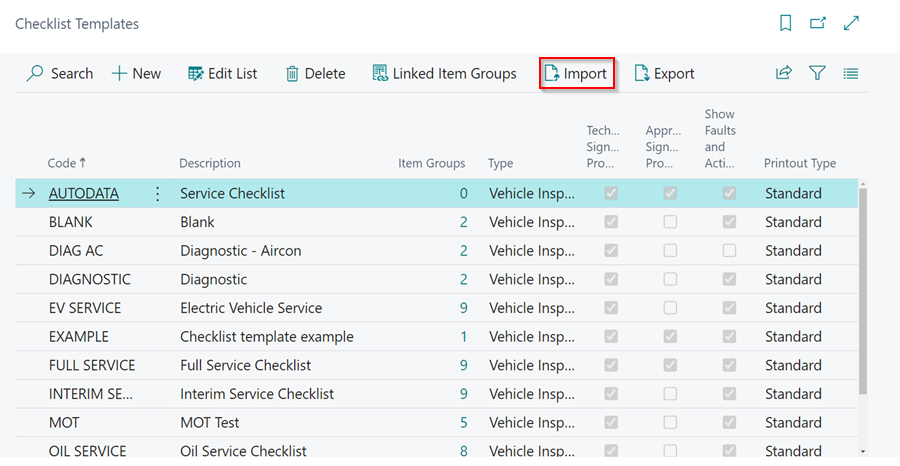 Checklist Templates
Search New Edit List Delete Linked Item Groups Import Export
Code↑ Description Item Groups Type Tech... Sign... Pro... Appr... Sign... Pro... Show Faults and Acti... Printout Type
AUTODATA Service Checklist 0 Vehicle Insp... Standard
BLANK Blank 2 Vehicle Insp... Standard
DIAG AC Diagnostic - Aircon 2 Vehicle Insp... Standard
DIAGNOSTIC Diagnostic 2 Vehicle Insp... Standard
EV SERVICE Electric Vehicle Service 9 Vehicle Insp... Standard
EXAMPLE Checklist template example 1 Vehicle Insp... Standard
FULL SERVICE Full Service Checklist 9 Vehicle Insp... Standard
INTERIM SE... Interim Service Checklist 9 Vehicle Insp... Standard
MOT MOT Test 5 Vehicle Insp... Standard
OIL SERVICE Oil Service Checklist 8 Vehicle Insp... Standard